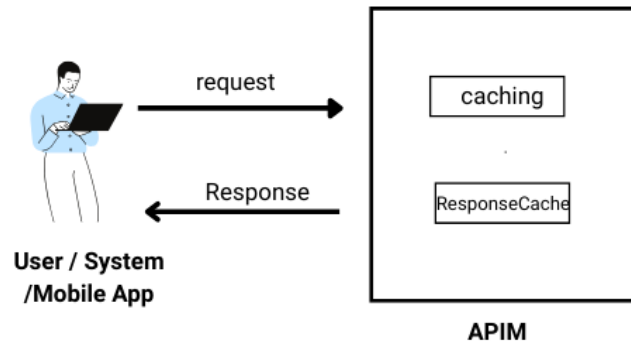 request
caching
Response
ResponseCache
User / System
/Mobile App
APIM